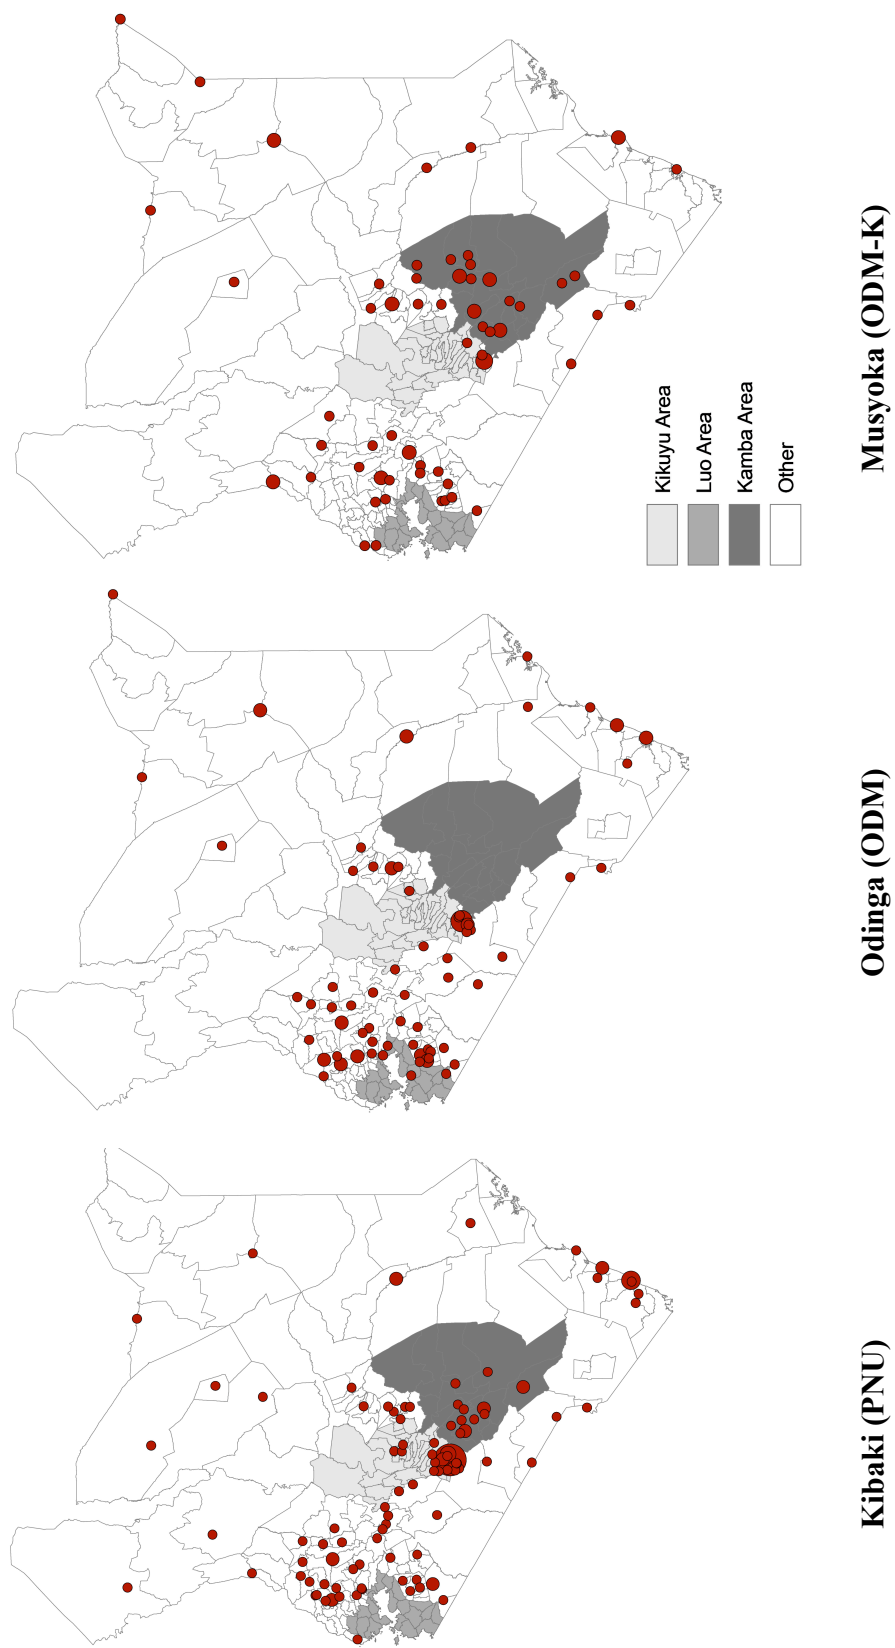 Kibaki (PNU)
Odinga (ODM)
Musyoka (ODM-K)
Kikuyu Area
Luo Area
Kamba Area
Other